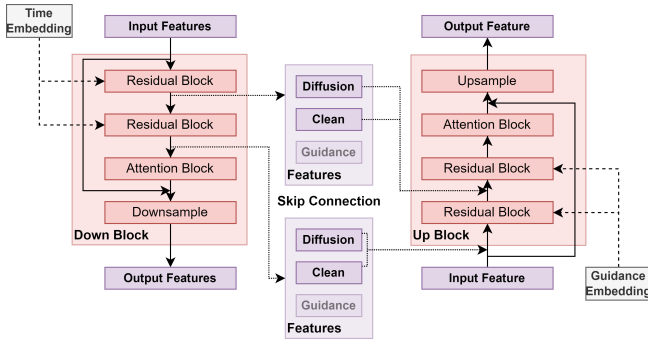 Time
Embedding
Input Features
Residual Block
Residual Block
Attention Block
Downsample
Down Block
Output Features
Diffusion
Clean
Guidance
Features
Skip Connection
Diffusion
Clean
Guidance
Features
Output Feature
Upsample
Attention Block
Residual Block
Residual Block
Up Block
Input Feature
Guidance
Embedding